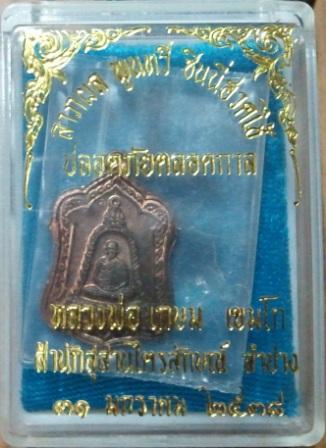 ปลอดภัยตลอดกาล
หลวงพ่อ เกษม เขมโก
สำนักสุสานไตรลักษณ์ ลำปาง
๓๑ มกราคม ๒๕๓๘